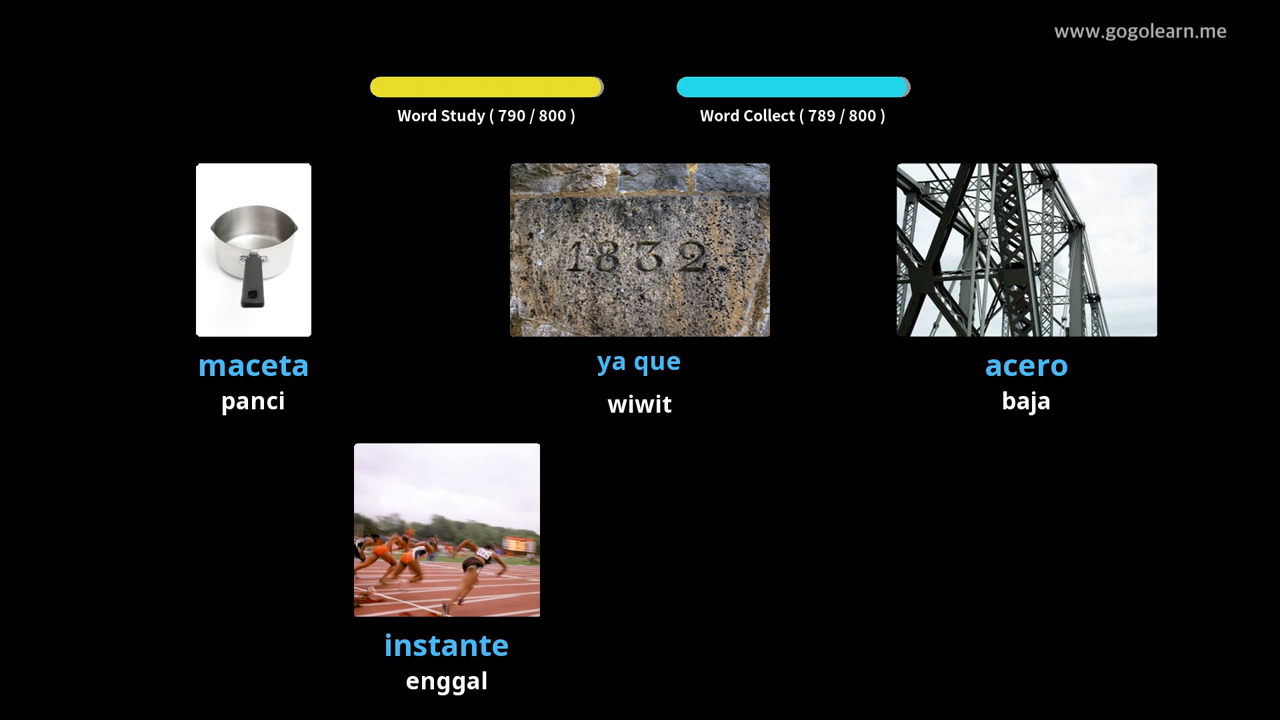 www.gogolearn.me
Word Study ( 790 / 800 )
Word Collect ( 789 / 800 )
1832.
maceta
panci
ya que
wiwit
acero
baja
instante
enggal